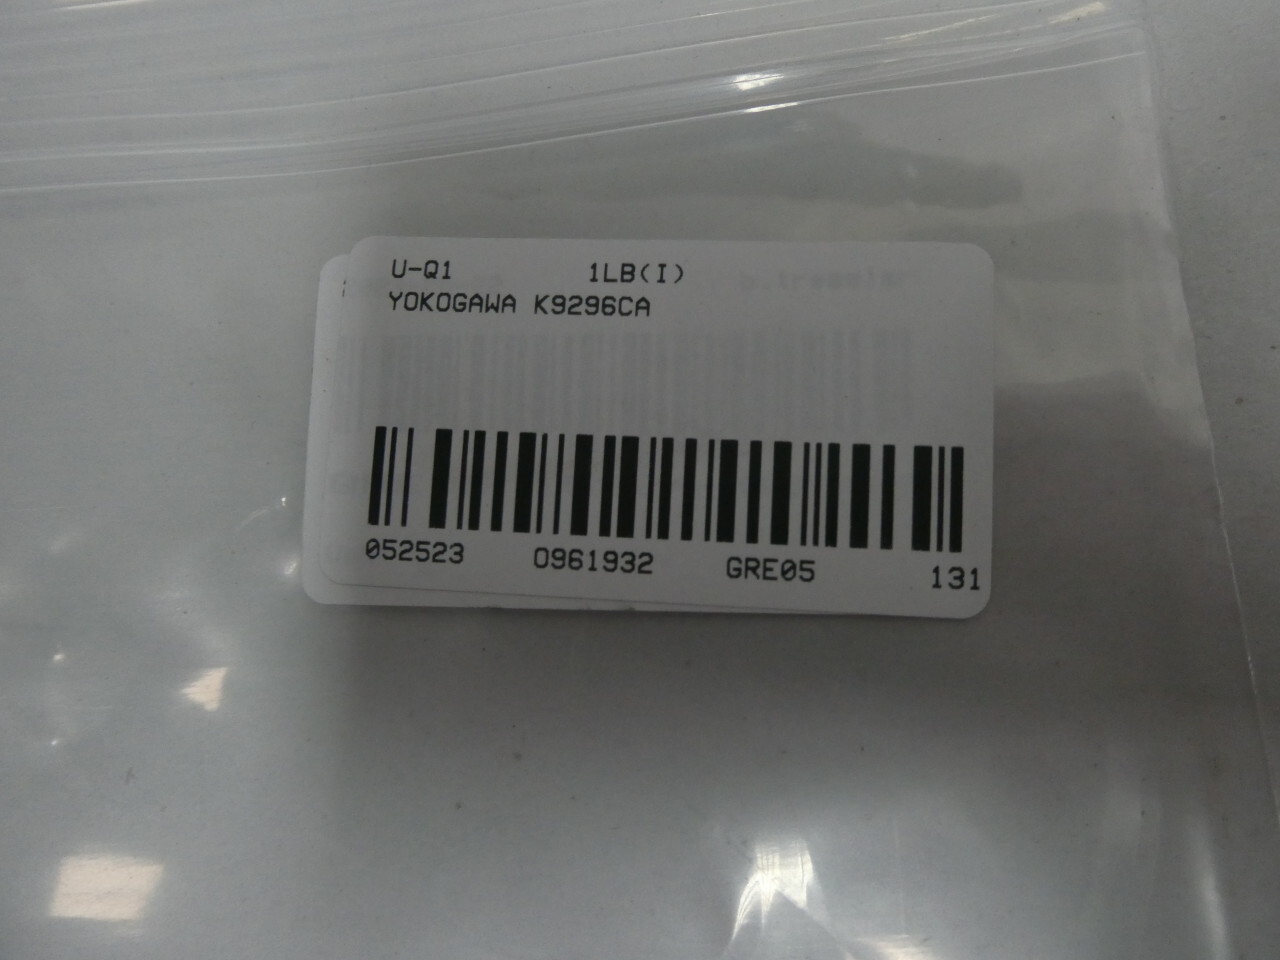 U-Q1 1LB(I)
YOKOGAWA K9296CA
052523 0961932 GRE05 131